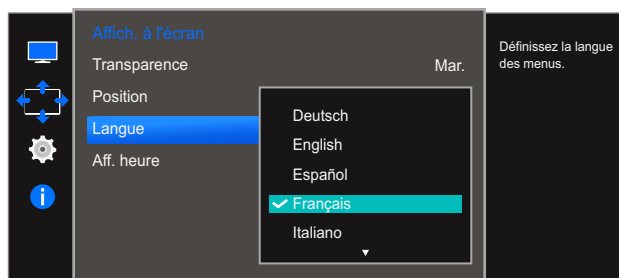 Affich. à l'écran
Transparence Mar.
Position
Langue
Aff. heure
Deutsch
English
Español
Français
Italiano
Définissez la langue
des menus.